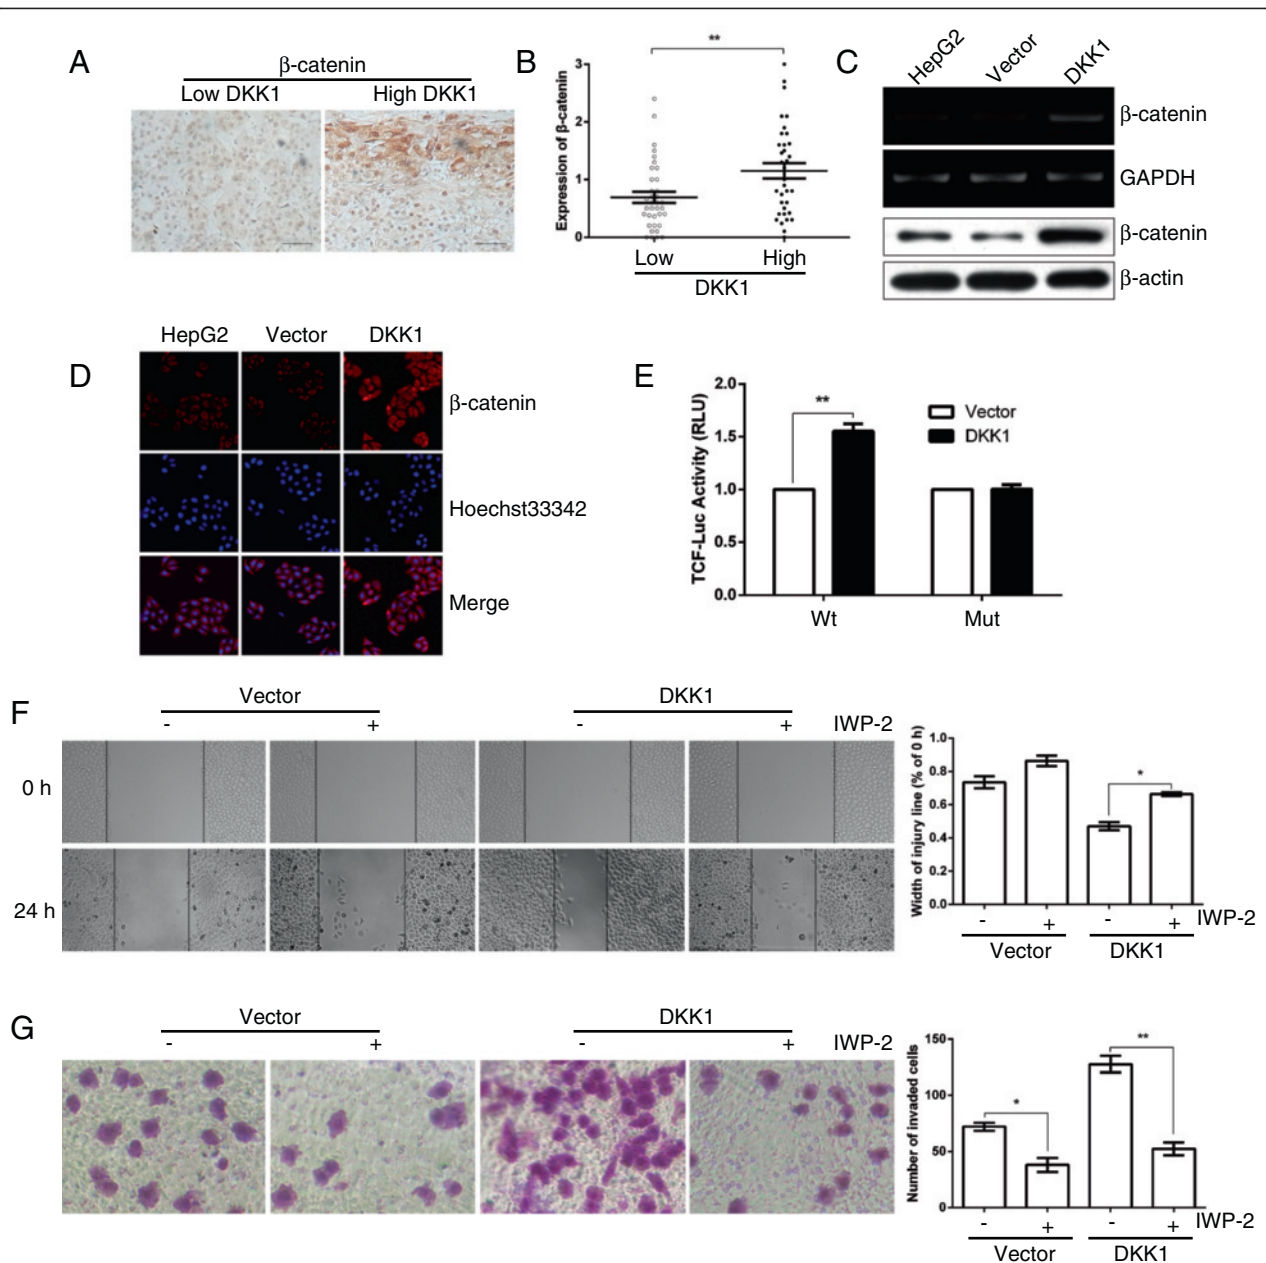 A
β-catenin
Low DKK1 High DKK1
B
**
Expression of β-catenin
3
2
1
0
Low High
DKK1
C
HepG2 Vector DKK1
β-catenin
GAPDH
β-catenin
β-actin
D
HepG2 Vector DKK1
β-catenin
Hoechst33342
Merge
E
TCF-Luc Activity (RLU)
2.0
1.5
1.0
0.5
0.0
**
Vector
DKK1
Wt Mut
F
Vector DKK1
- + - + IWP-2
0 h
24 h
Width of injury line (% of 0 h)
1.0
0.8
0.6
0.4
0.2
0.0
*
- + - + IWP-2
Vector DKK1
G
Vector DKK1
- + - + IWP-2
Number of invaded cells
150
100
50
0
*
**
- + - + IWP-2
Vector DKK1